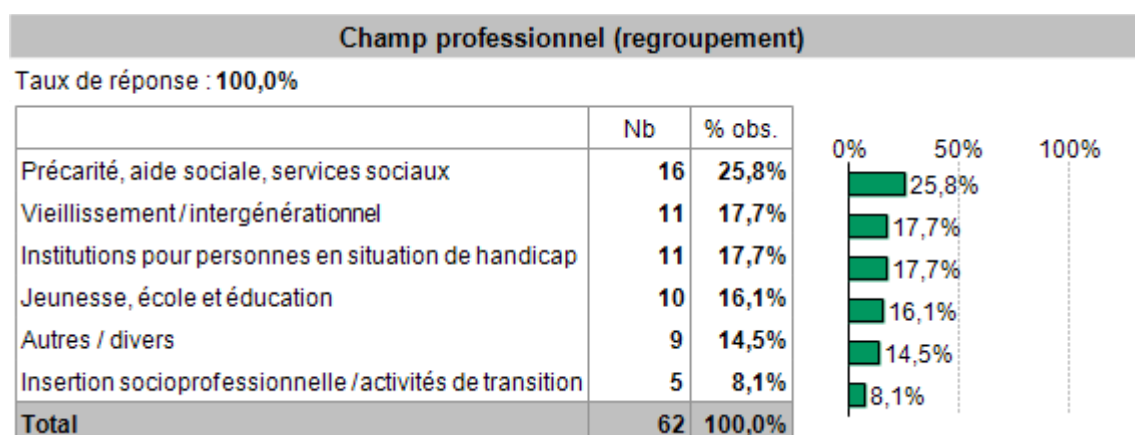 Champ professionnel (regroupement)
Taux de réponse : 100,0%
Nb % obs.
0% 50% 100%
Précarité, aide sociale, services sociaux 16 25,8% 25,8%
Vieillissement / intergénérationnel 11 17,7% 17,7%
Institutions pour personnes en situation de handicap 11 17,7% 17,7%
Jeunesse, école et éducation 10 16,1% 16,1%
Autres / divers 9 14,5% 14,5%
Insertion socioprofessionnelle / activités de transition 5 8,1% 8,1%
Total 62 100,0%